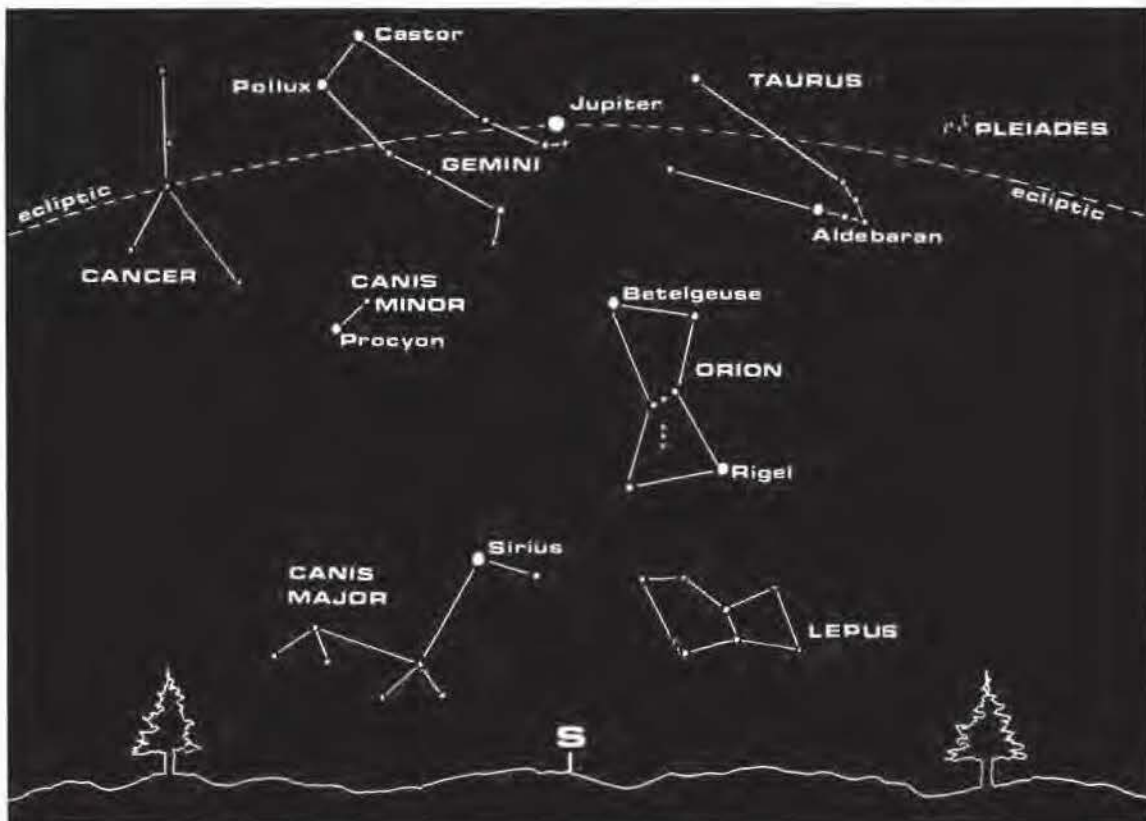 Castor
Pollux
Jupiter
TAURUS
PLEIADES
GEMINI
ecliptic
ecliptic
Aldebaran
CANCER
CANIS
MINOR
Procyon
Betelgeuse
ORION
Rigel
Sirius
CANIS
MAJOR
LEPUS
S